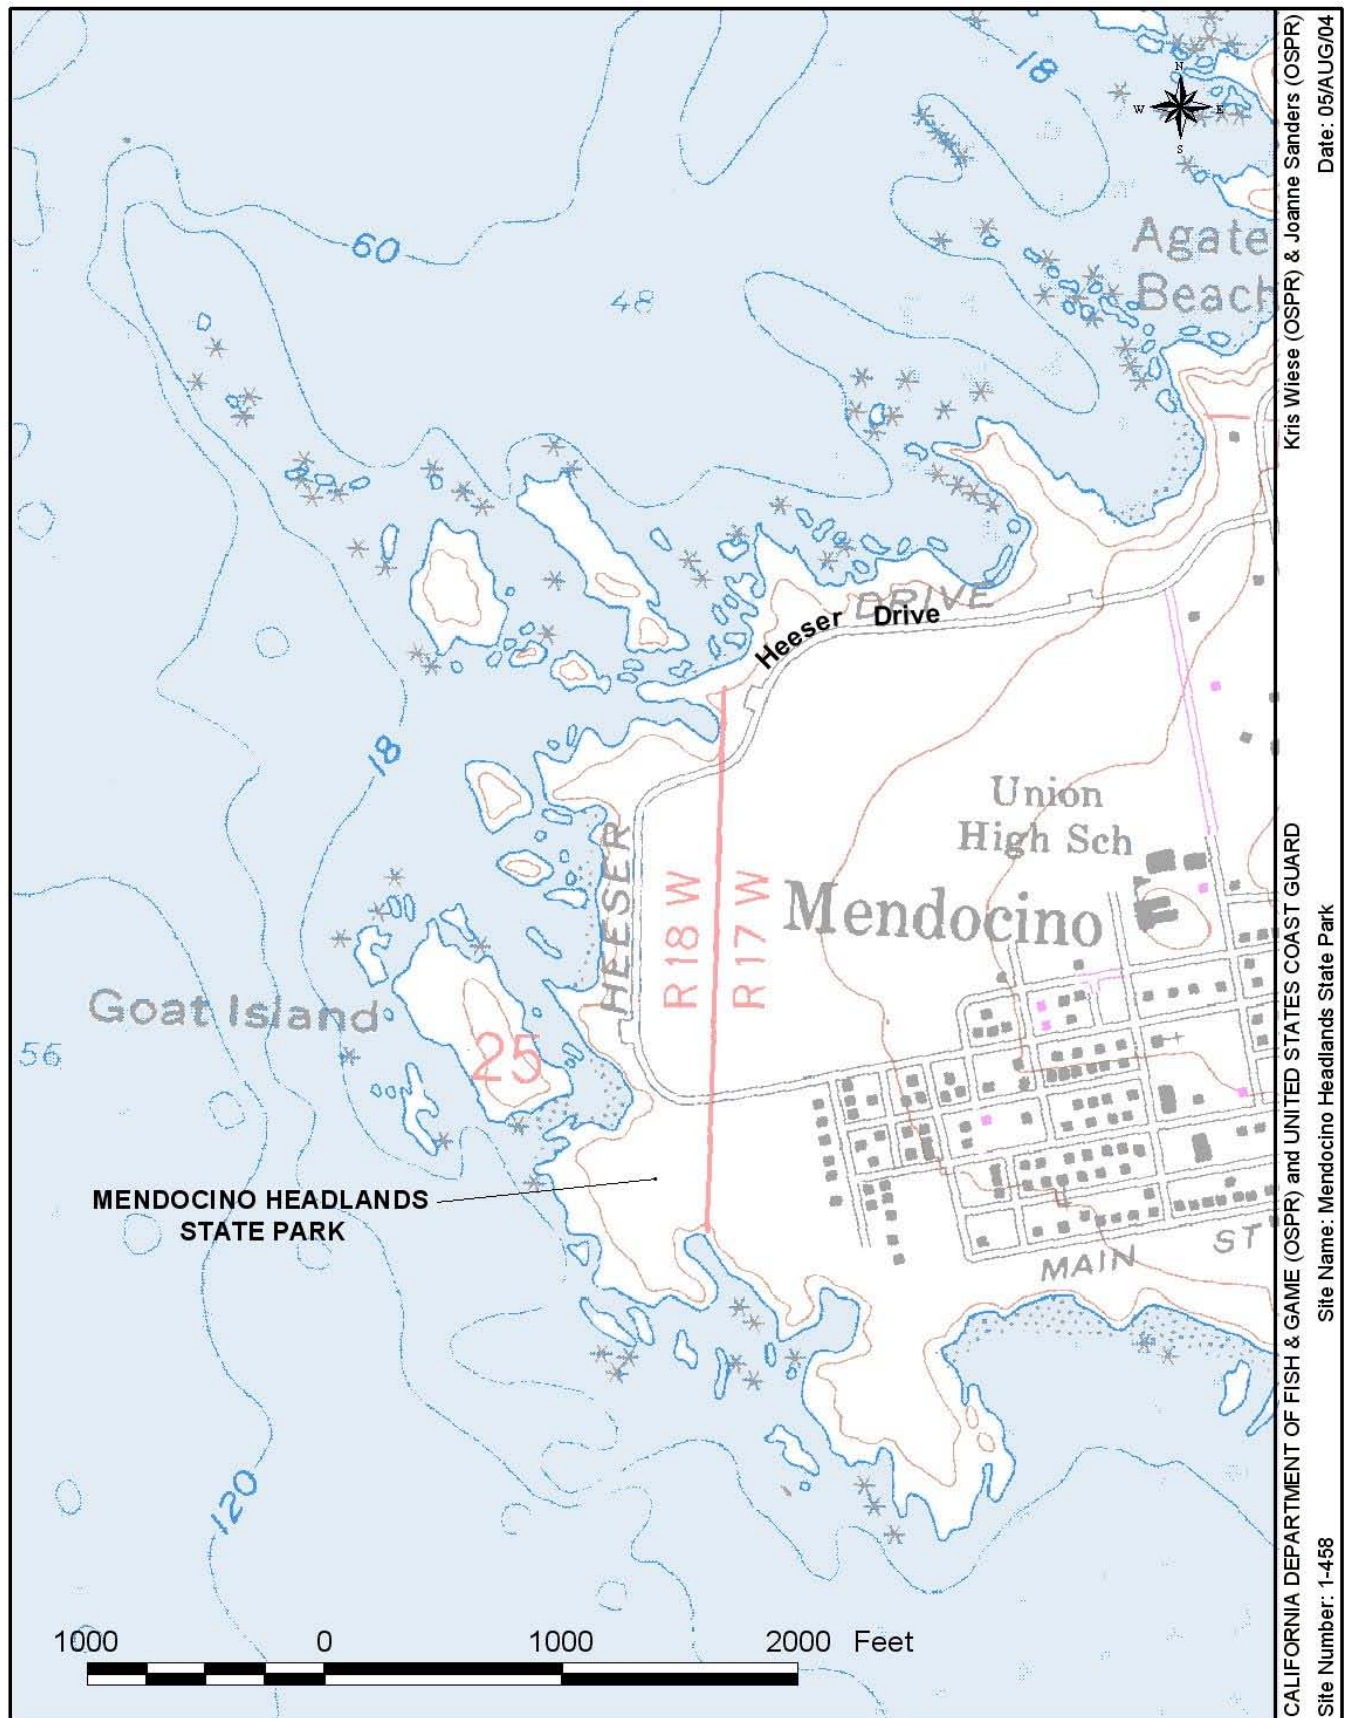 18
N
W E
S
60
48
Agate
Beach
DRIVE
Heeser Drive
18
Union
High Sch
HEESER
R 18 W
R 17 W
Mendocino
Goat Island
25
56
MENDOCINO HEADLANDS
STATE PARK
MAIN ST
120
1000 0 1000 2000 Feet
CALIFORNIA DEPARTMENT OF FISH & GAME (OSPR) and UNITED STATES COAST GUARD
Kris Wiese (OSPR) & Joanne Sanders (OSPR)
Site Number: 1-458
Site Name: Mendocino Headlands State Park
Date: 05/AUG/04